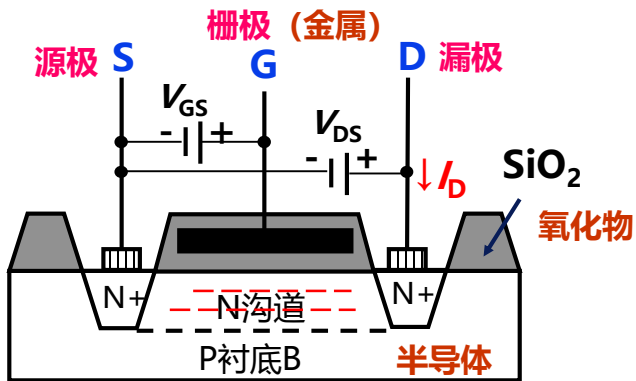 栅极（金属）
源极 S
G
D 漏极
VGS
- +
VDS
- +
↓ID
SiO2
氧化物
N+
N沟道
N+
P衬底B
半导体